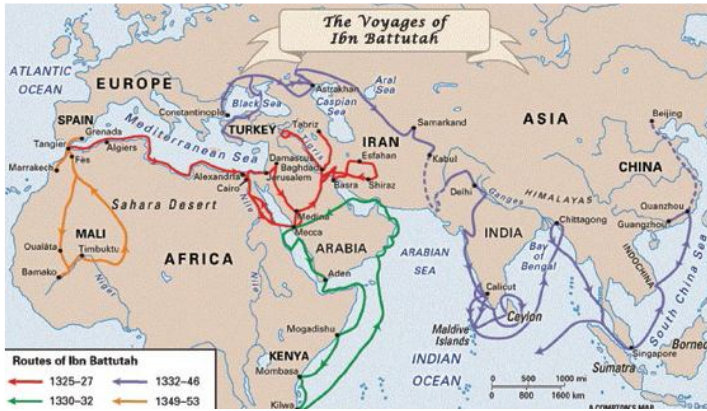 The Voyages of
Ibn Battutah
ATLANTIC
OCEAN
EUROPE
ASIA
Aral
Sea
Astrakhan
Black Sea
Caspian
Sea
Constantinople
SPAIN
Grenada
Tangier
Algiers
Fès
Marrakech
Mediterranean Sea
TURKEY
Tabriz
Tigris
IRAN
Esfahan
Samarkand
Kabul
Beijing
CHINA
Damascus
Baghdad
Jerusalem
Alexandria
Cairo
Basra
Shiraz
Nile
Medina
Mecca
Delhi
Ganges
HIMALAYAS
Quanzhou
Guangzhou
Chittagong
Sahara Desert
MALI
Oualáta
Timbuktu
Bamako
Niger
AFRICA
Nile
ARABIA
Aden
ARABIAN
SEA
INDIA
Bay
of
Bengal
INDOCHINA
South China Sea
Calicut
Ceylon
Maldive
Islands
Mogadishu
KENYA
Mombasa
Kilwa
INDIAN
OCEAN
Singapore
Sumatra
Borneo
Routes of Ibn Battutah
1325–27
1332–46
1330–32
1349–53
0 500 1000 mi
0 800 1600 km
A COMPTON'S MAP